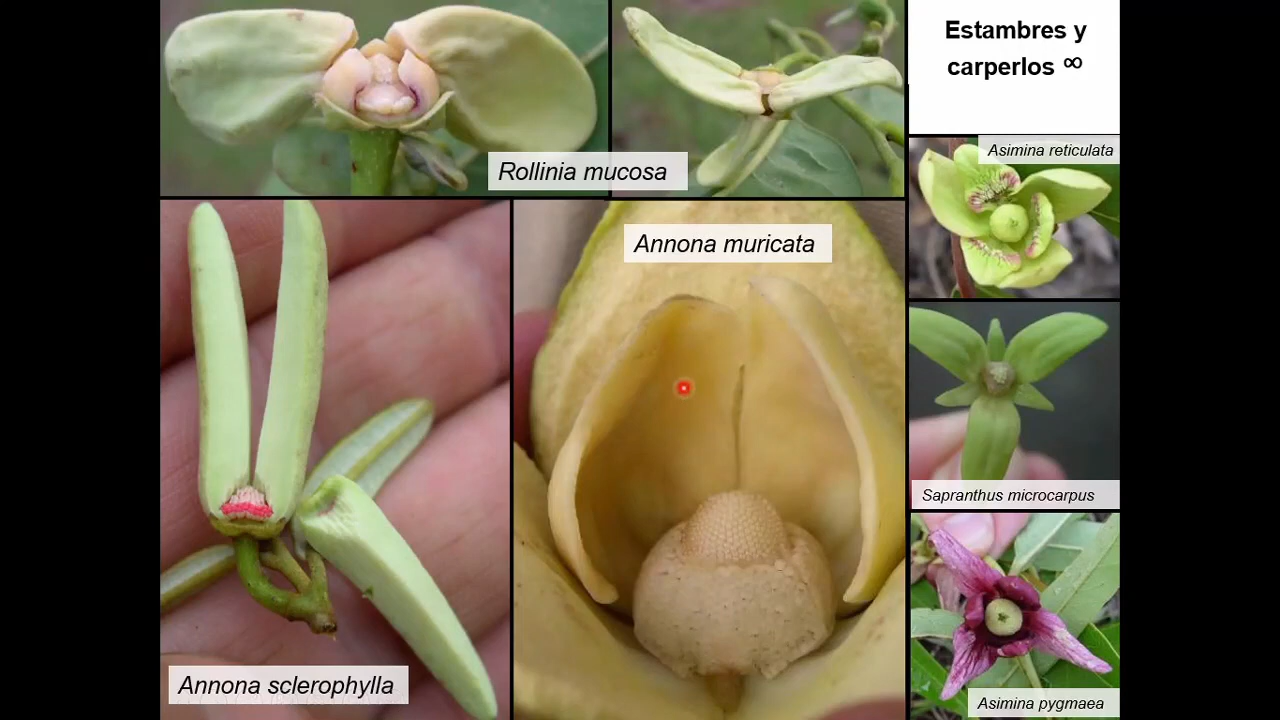 Estambres y
carperlos ∞
Asimina reticulata
Rollinia mucosa
Annona muricata
Sapranthus microcarpus
Annona sclerophylla
Asimina pygmaea